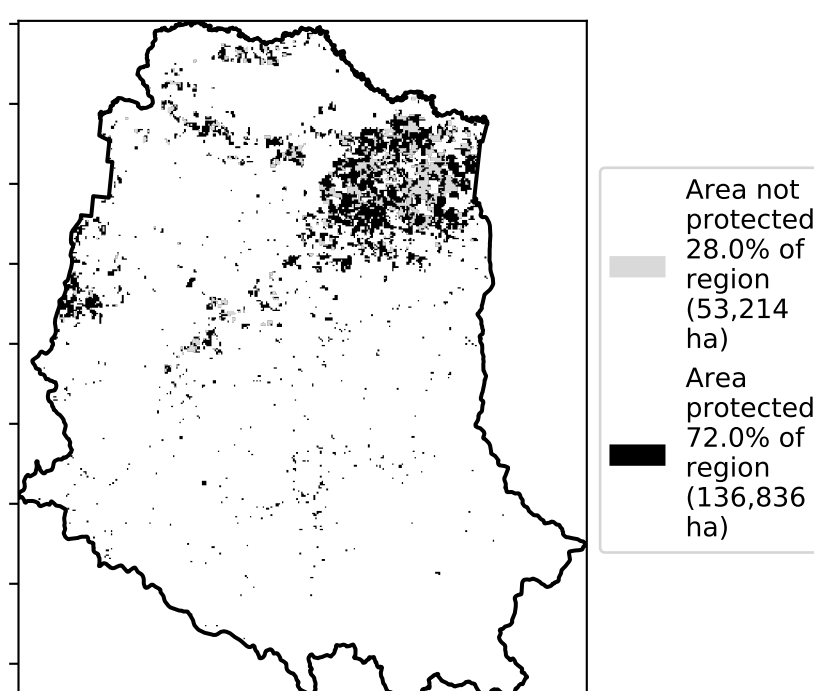 Area not
protected
28.0% of
region
(53,214
ha)
Area
protected
72.0% of
region
(136,836
ha)